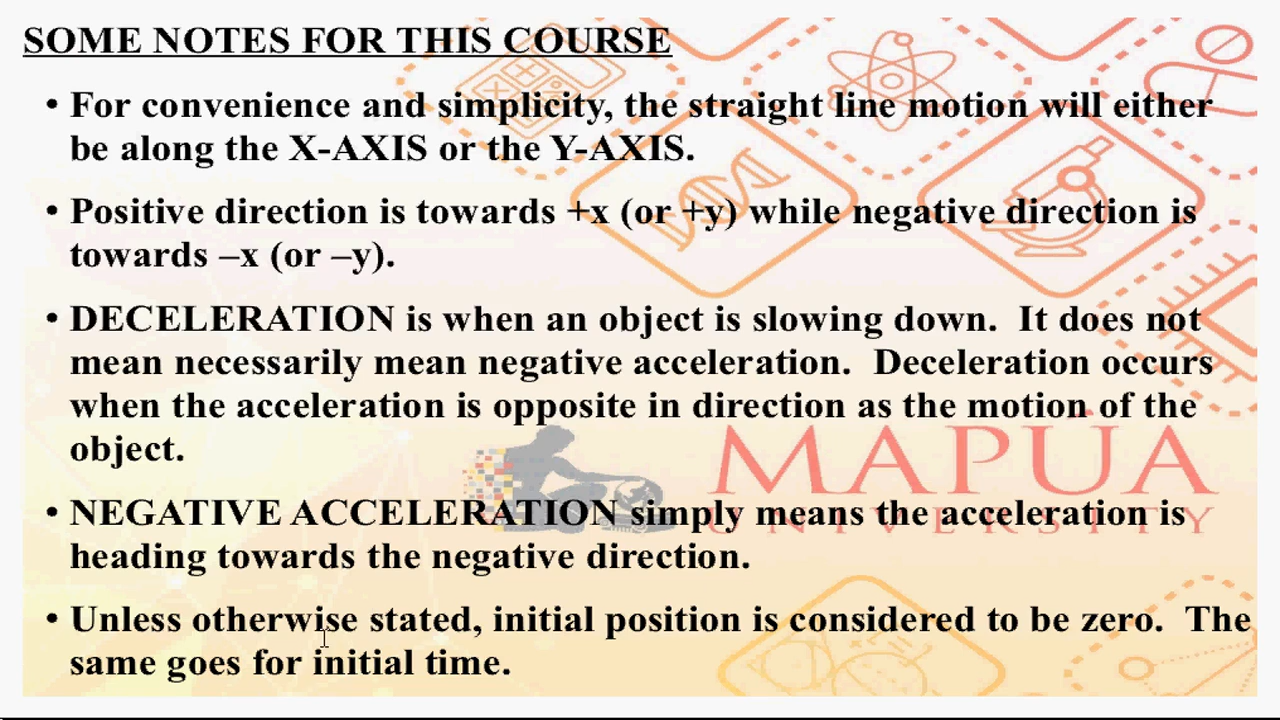 SOME NOTES FOR THIS COURSE
• For convenience and simplicity, the straight line motion will either
be along the X-AXIS or the Y-AXIS.
• Positive direction is towards +x (or +y) while negative direction is
towards –x (or –y).
• DECELERATION is when an object is slowing down. It does not
mean necessarily mean negative acceleration. Deceleration occurs
when the acceleration is opposite in direction as the motion of the
object.
MAPUA
UNIVERSITY
• NEGATIVE ACCELERATION simply means the acceleration is
heading towards the negative direction.
• Unless otherwise stated, initial position is considered to be zero. The
same goes for initial time.